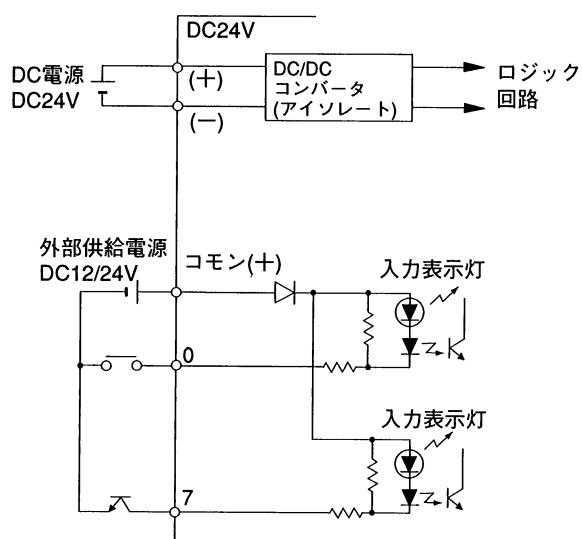 DC24V
DC電源
DC24V
(＋)
(－)
DC/DC
コンバータ
(アイソレート)
ロジック
回路
外部供給電源
DC12/24V
コモン(＋)
入力表示灯
0
入力表示灯
7